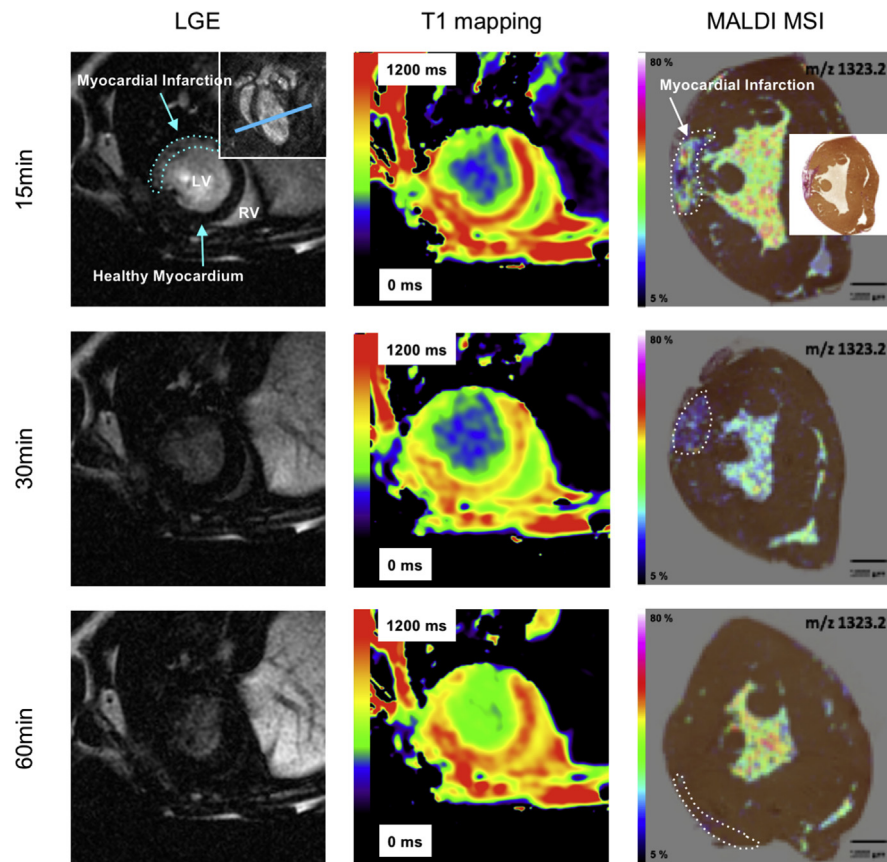 LGE
T1 mapping
MALDI MSI
15min
Myocardial Infarction
LV
RV
Healthy Myocardium
1200 ms
0 ms
80 %
m/z 1323.2
Myocardial Infarction
5 %
30min
1200 ms
0 ms
80 %
m/z 1323.2
5 %
60min
1200 ms
0 ms
80 %
m/z 1323.2
5 %